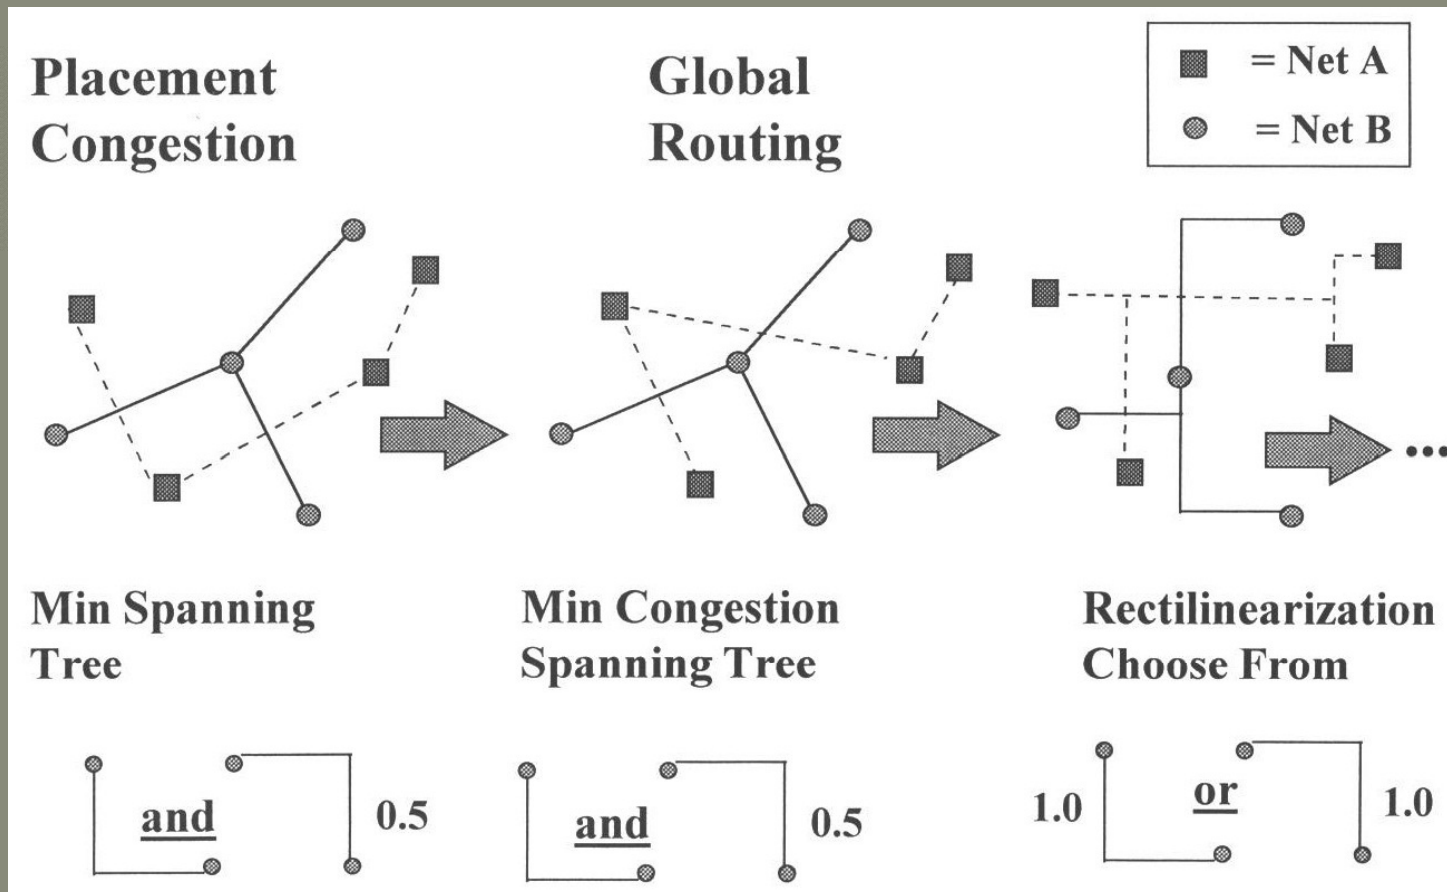 Placement
Congestion
Global
Routing
= Net A
= Net B
•••
Min Spanning
Tree
Min Congestion
Spanning Tree
Rectilinearization
Choose From
and
0.5
and
0.5
1.0
or
1.0